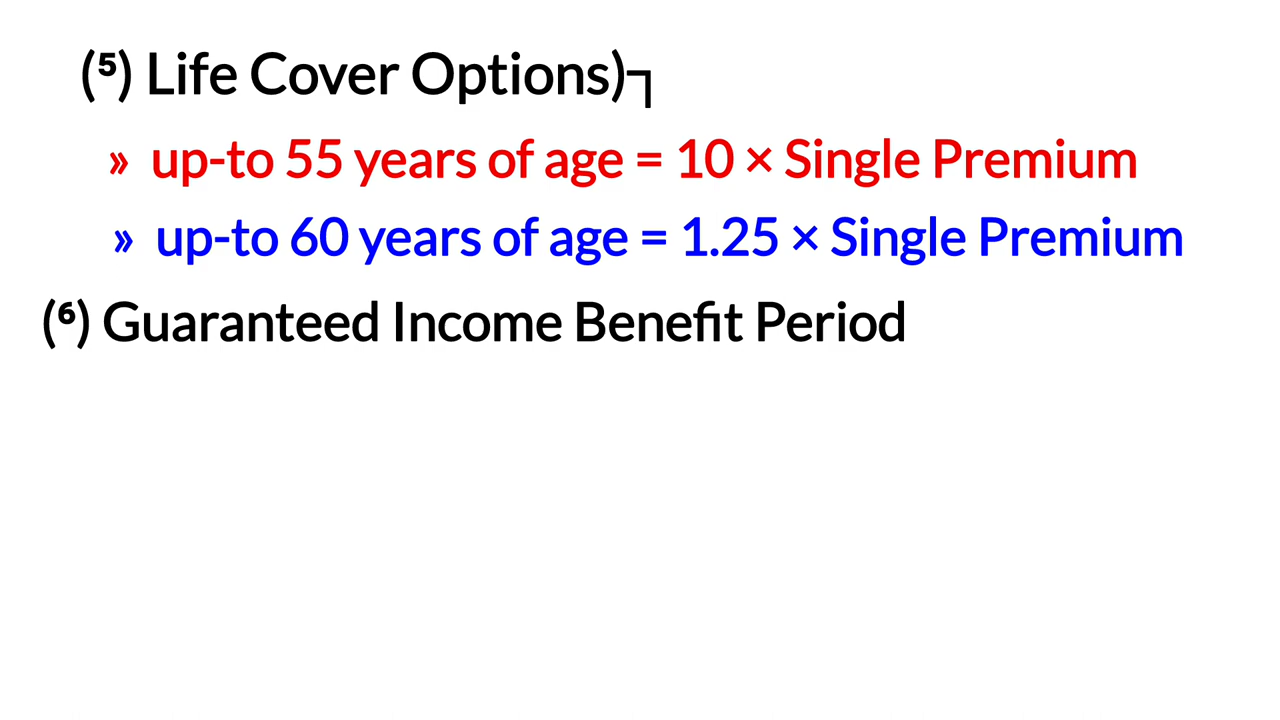 (⁵) Life Cover Options)┐
» up-to 55 years of age = 10 × Single Premium
» up-to 60 years of age = 1.25 × Single Premium
(⁶) Guaranteed Income Benefit Period